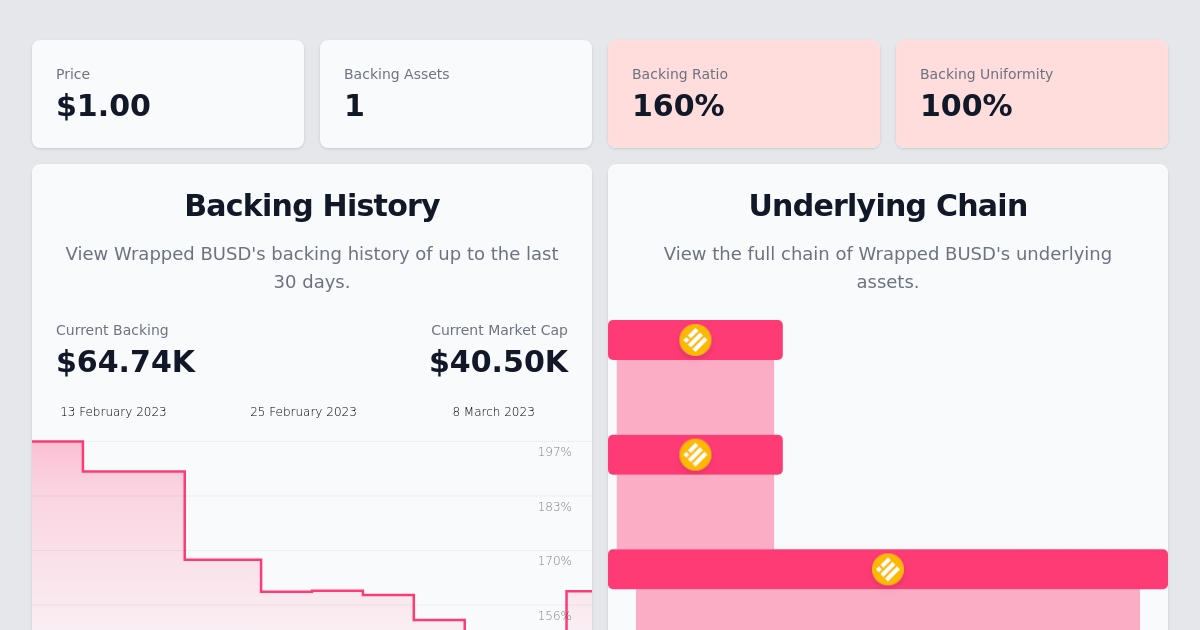 Price
$1.00
Backing Assets
1
Backing Ratio
160%
Backing Uniformity
100%
Backing History
View Wrapped BUSD's backing history of up to the last
30 days.
Current Backing
$64.74K
Current Market Cap
$40.50K
13 February 2023
25 February 2023
8 March 2023
197%
183%
170%
156%
Underlying Chain
View the full chain of Wrapped BUSD's underlying
assets.